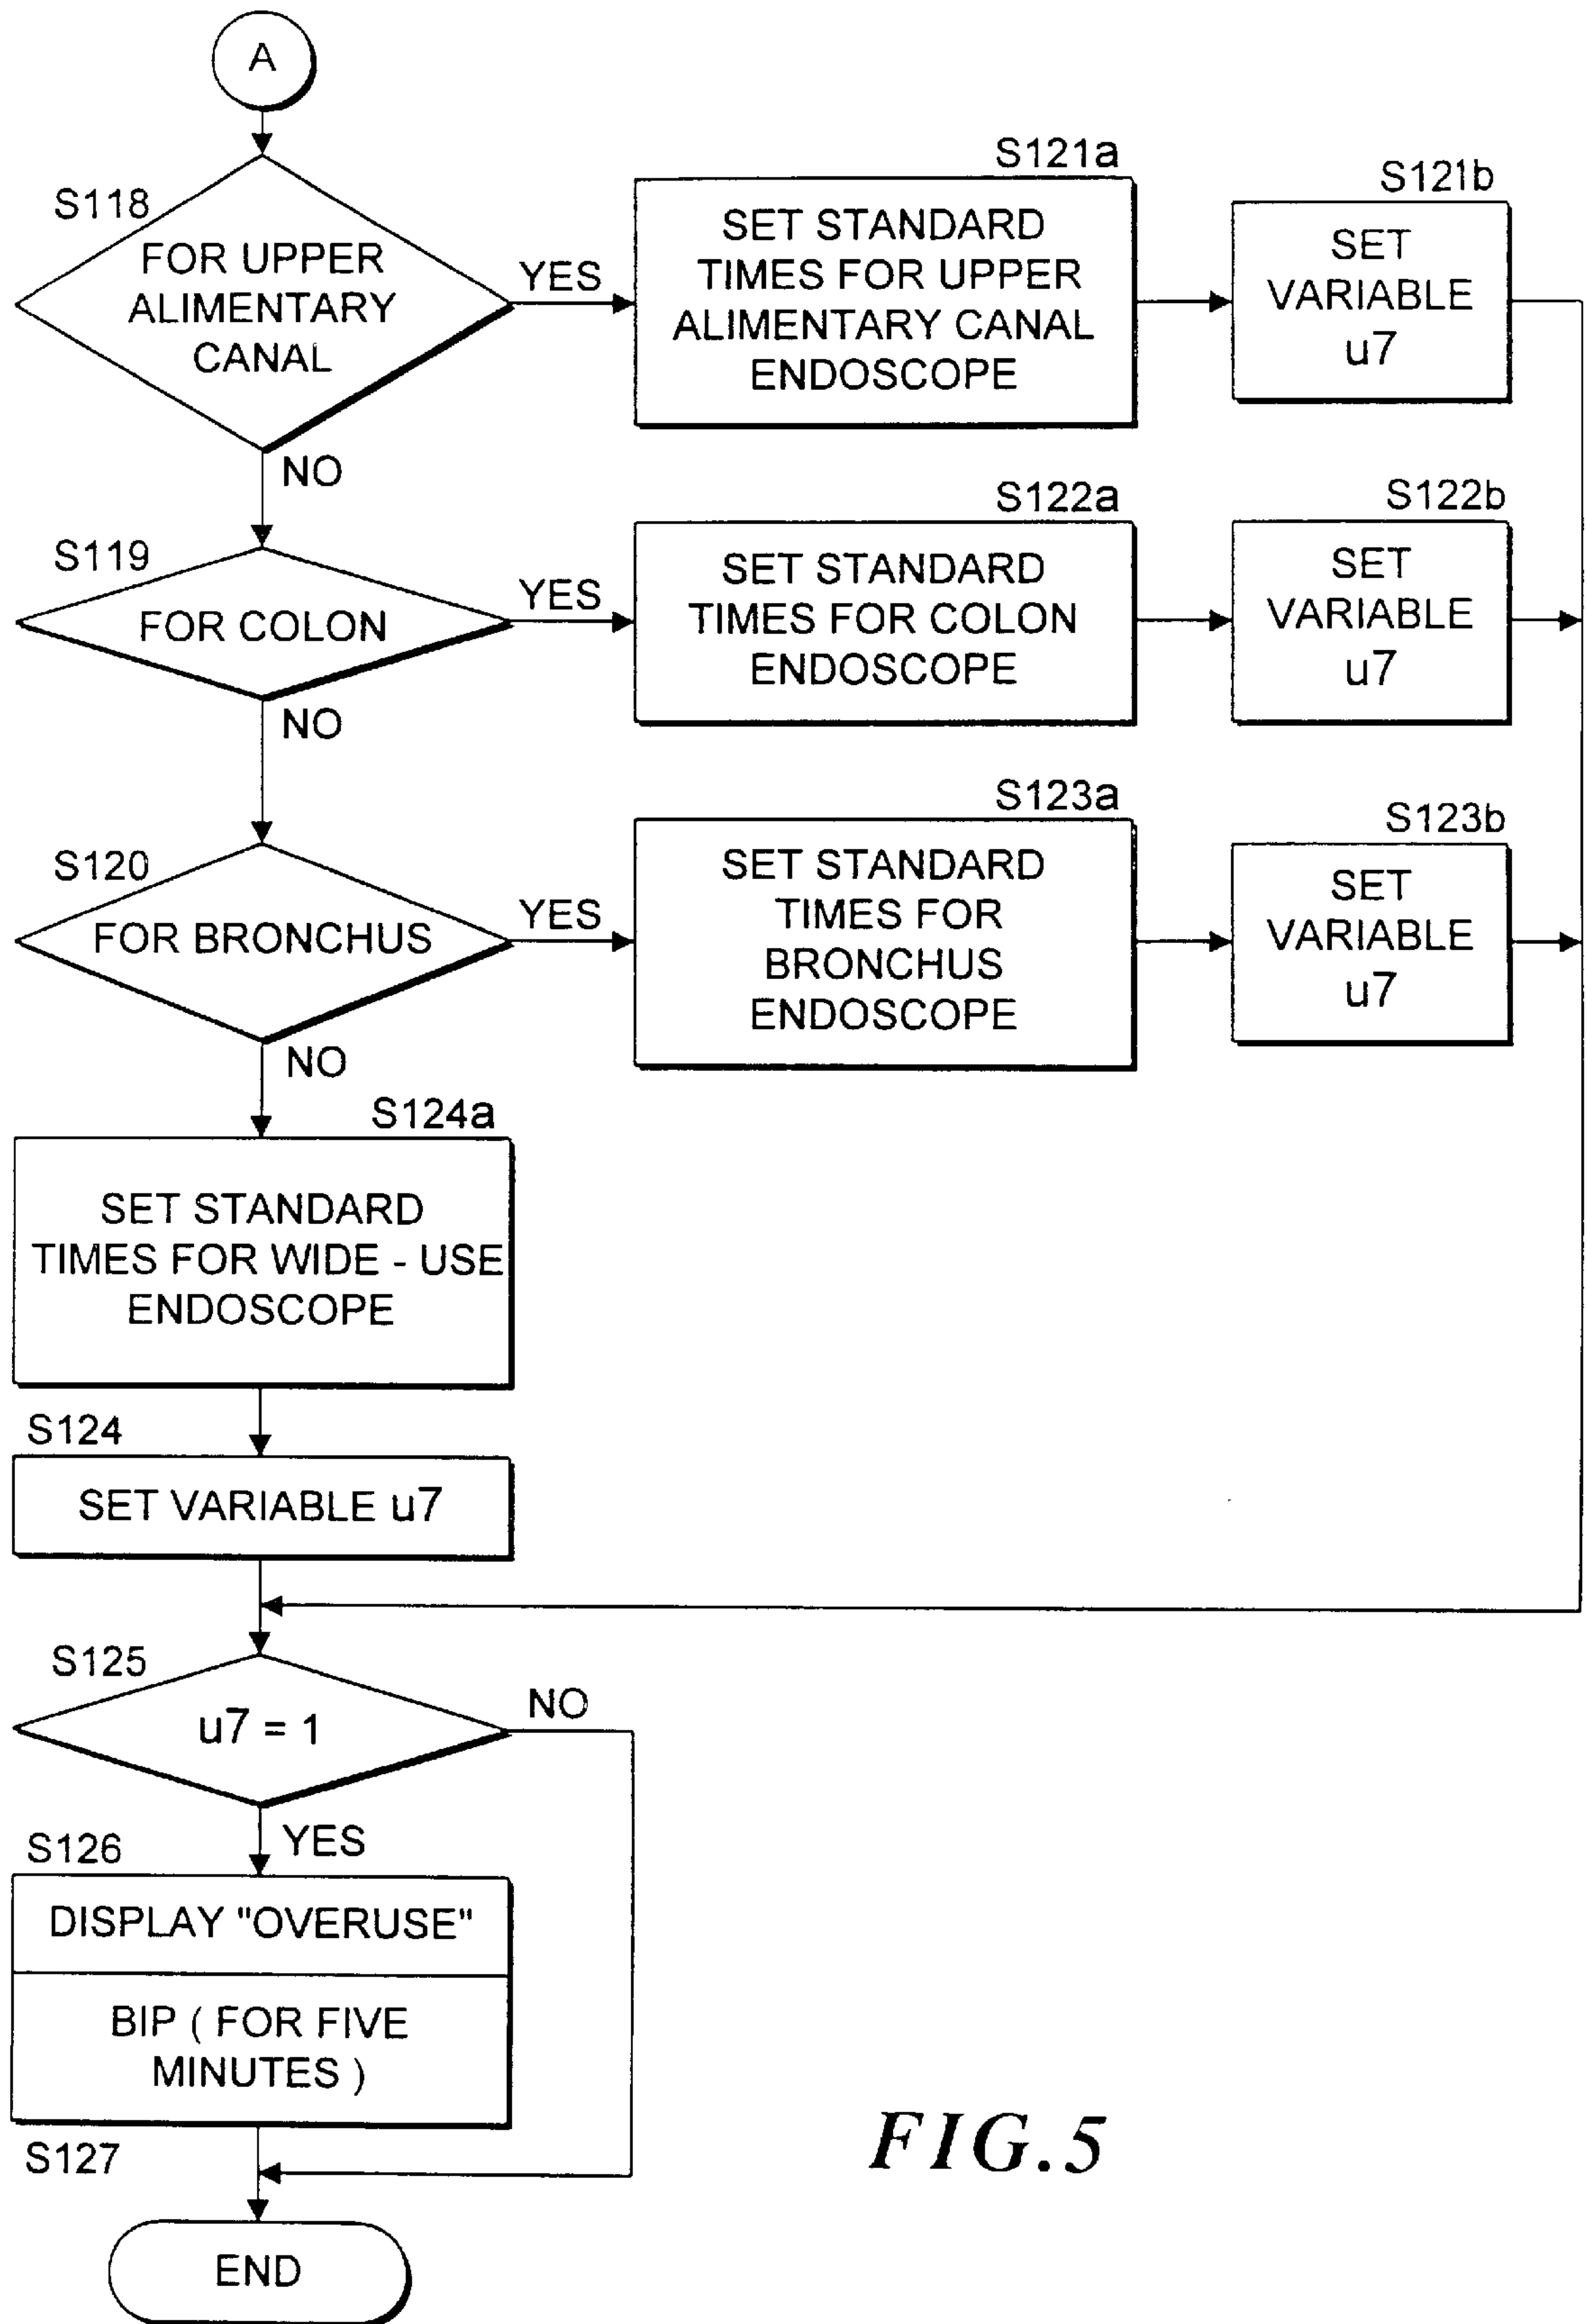 A
S118
FOR UPPER
ALIMENTARY
CANAL
YES
NO
S121a
SET STANDARD
TIMES FOR UPPER
ALIMENTARY CANAL
ENDOSCOPE
S121b
SET
VARIABLE
u7
S119
FOR COLON
YES
NO
S122a
SET STANDARD
TIMES FOR COLON
ENDOSCOPE
S122b
SET
VARIABLE
u7
S120
FOR BRONCHUS
YES
NO
S123a
SET STANDARD
TIMES FOR
BRONCHUS
ENDOSCOPE
S123b
SET
VARIABLE
u7
S124a
SET STANDARD
TIMES FOR WIDE - USE
ENDOSCOPE
S124
SET VARIABLE u7
S125
u7 = 1
NO
YES
S126
DISPLAY "OVERUSE"
BIP ( FOR FIVE
MINUTES )
S127
END
FIG.5